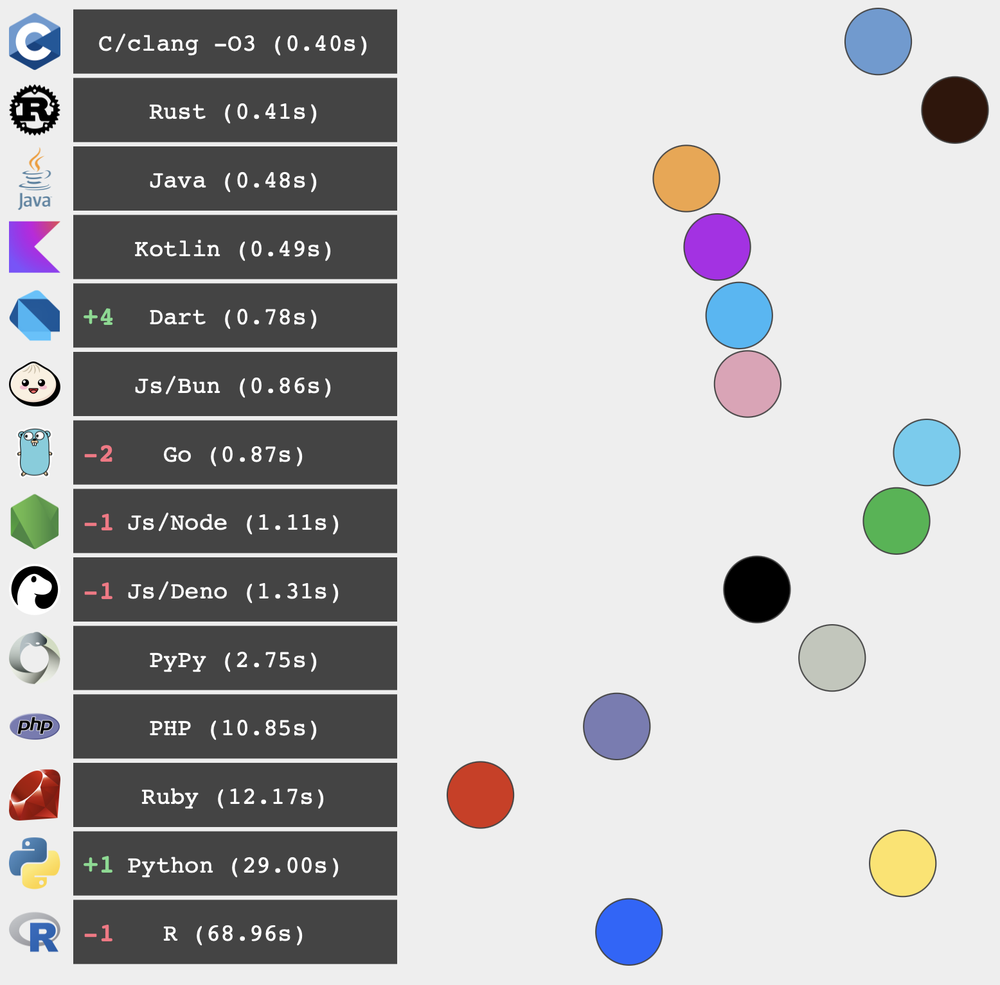 C/clang -O3 (0.40s)
Rust (0.41s)
Java
Java (0.48s)
Kotlin (0.49s)
+4 Dart (0.78s)
Js/Bun (0.86s)
-2 Go (0.87s)
-1 Js/Node (1.11s)
-1 Js/Deno (1.31s)
PyPy (2.75s)
php
PHP (10.85s)
Ruby (12.17s)
+1 Python (29.00s)
R
-1 R (68.96s)